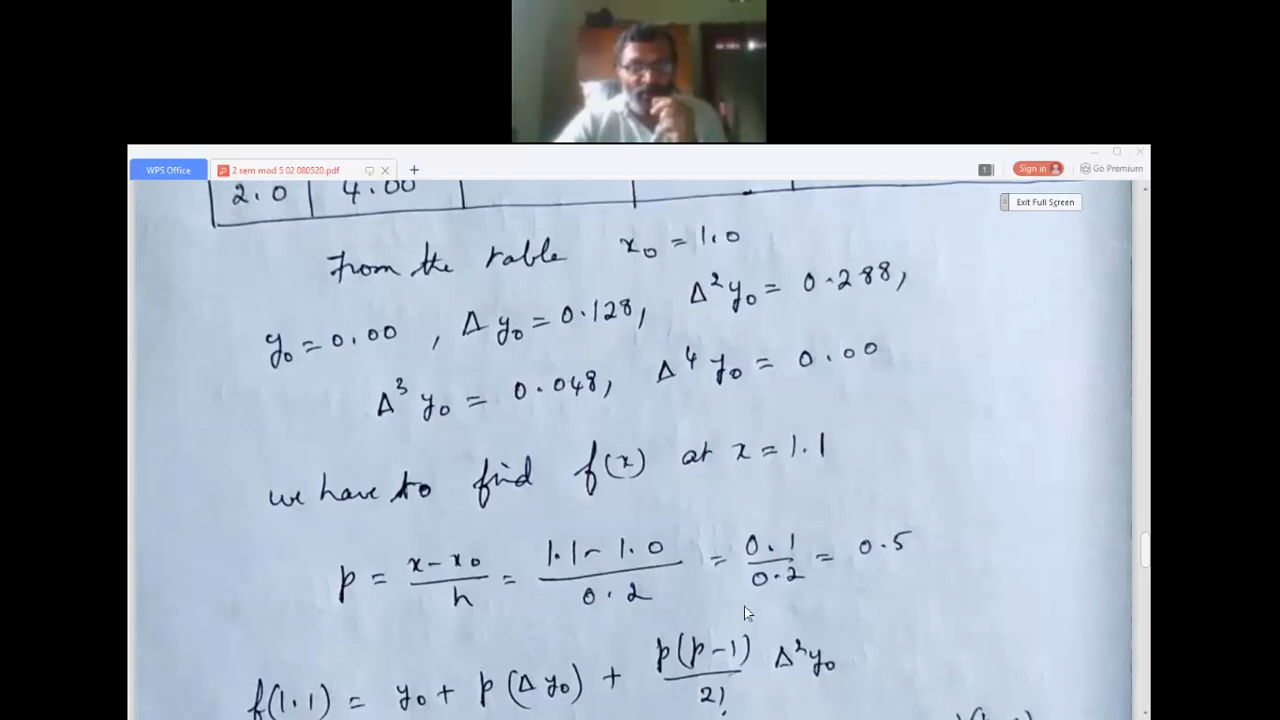 WPS Office
2 sem mod 5 02 080520.pdf
1
Sign in
Go Premium
Exit Full Screen
2.0 4.00
From the table x₀ = 1.0
y₀ = 0.00 , Δy₀ = 0.128, Δ²y₀ = 0.288,
Δ³y₀ = 0.048, Δ⁴y₀ = 0.00
we have to find f(x) at x = 1.1
p = (x - x₀)/h = (1.1 - 1.0)/0.2 = 0.1/0.2 = 0.5
f(1.1) = y₀ + p(Δy₀) + p(p-1)/2! Δ²y₀